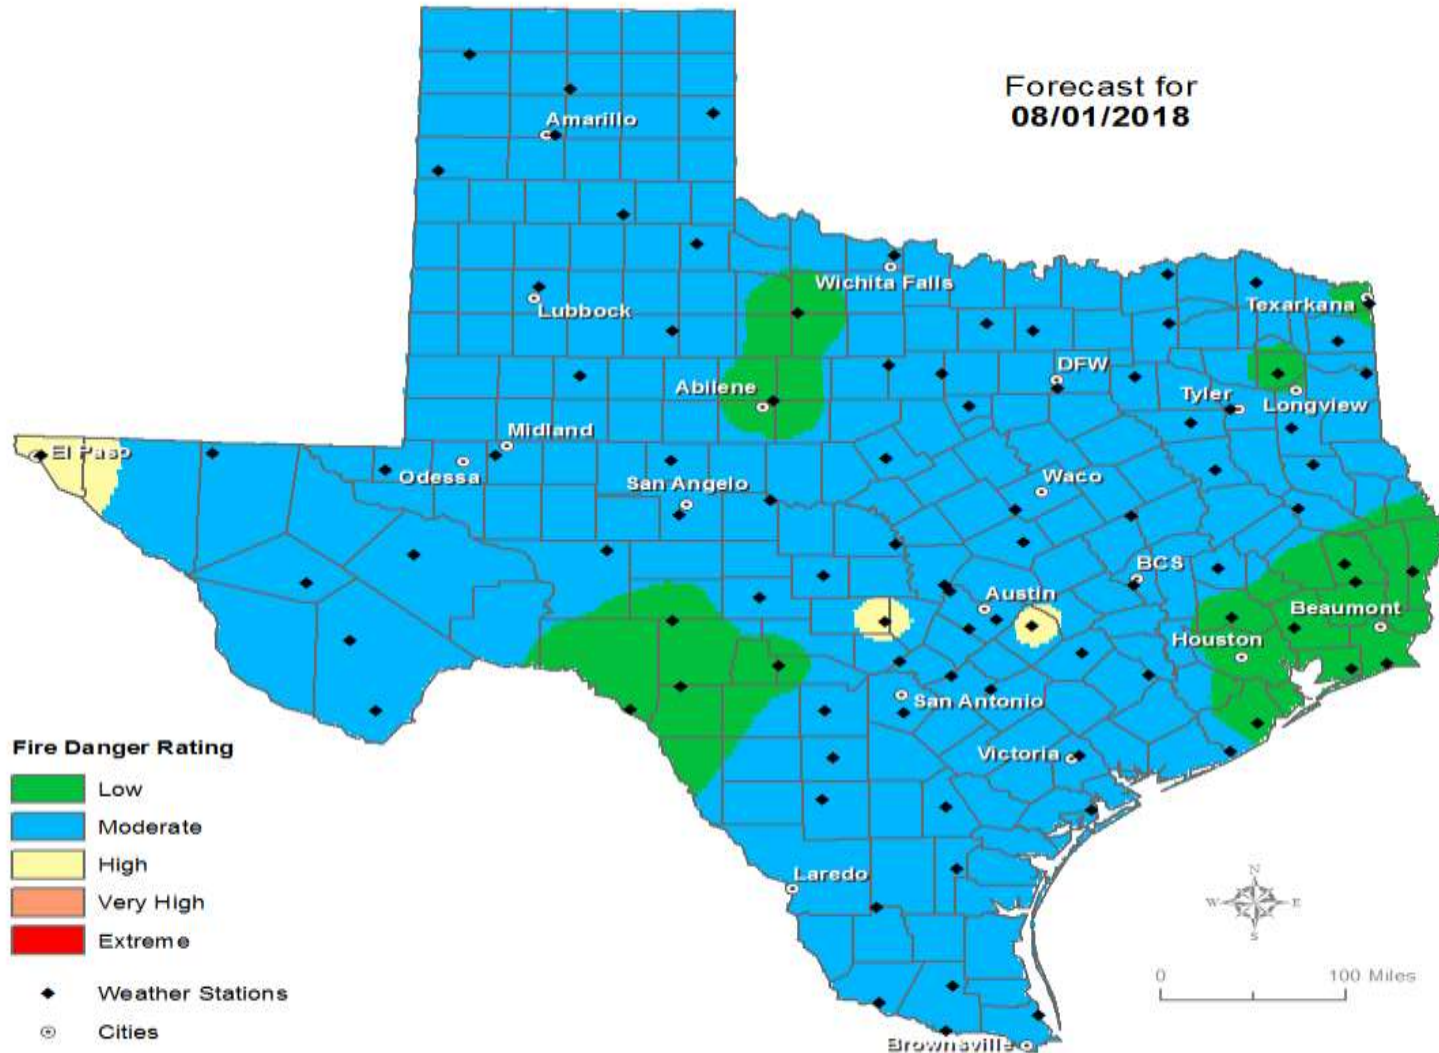 Forecast for
08/01/2018
Amarillo
Wichita Falls
Texarkana
Lubbock
DFW
Abilene
Tyler
Longview
Midland
El Paso
Odessa
San Angelo
Waco
BCS
Austin
Beaumont
Houston
San Antonio
Victoria
Laredo
Brownsville
Fire Danger Rating
Low
Moderate
High
Very High
Extreme
Weather Stations
Cities
N
W E
S
0 100 Miles